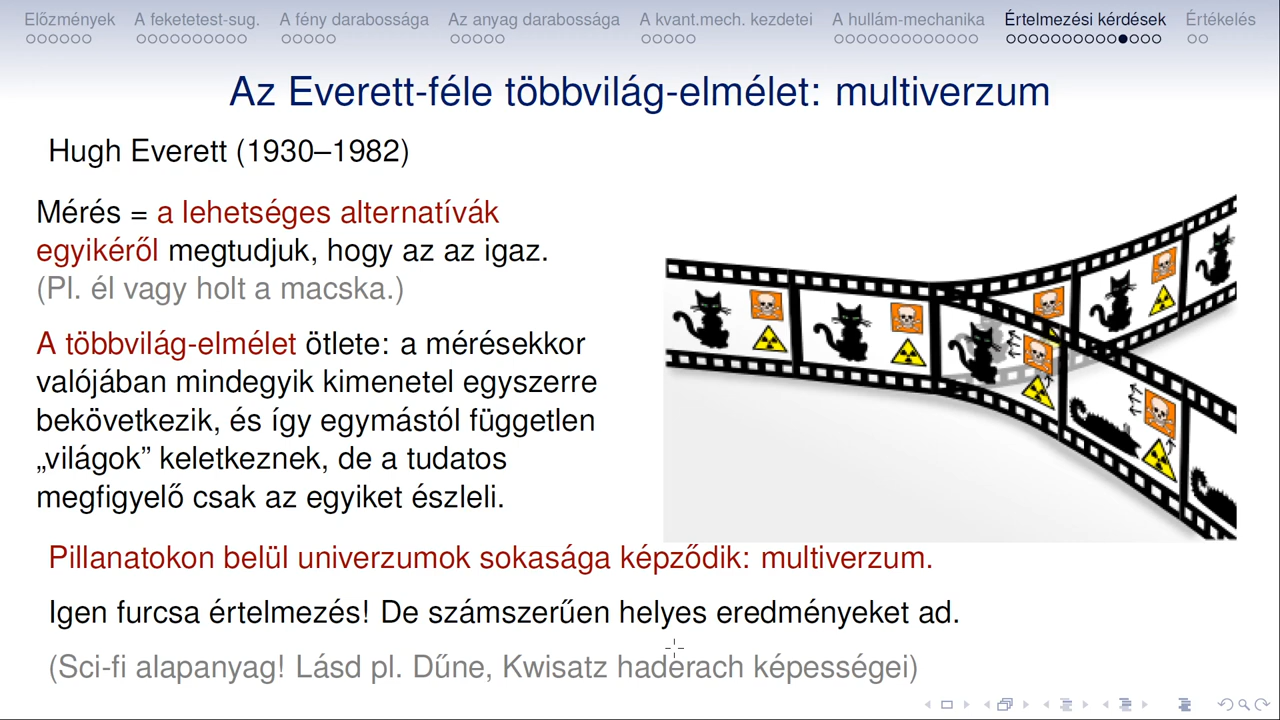 Előzmények A feketetest-sug. A fény darabossága Az anyag darabossága A kvant.mech. kezdetei A hullám-mechanika Értelmezési kérdések Értékelés
Az Everett-féle többvilág-elmélet: multiverzum
Hugh Everett (1930–1982)
Mérés = a lehetséges alternatívák
egyikéről megtudjuk, hogy az az igaz.
(Pl. él vagy holt a macska.)
A többvilág-elmélet ötlete: a mérésekkor
valójában mindegyik kimenetel egyszerre
bekövetkezik, és így egymástól független
„világok” keletkeznek, de a tudatos
megfigyelő csak az egyiket észleli.
Pillanatokon belül univerzumok sokasága képződik: multiverzum.
Igen furcsa értelmezés! De számszerűen helyes eredményeket ad.
(Sci-fi alapanyag! Lásd pl. Dűne, Kwisatz haderach képességei)